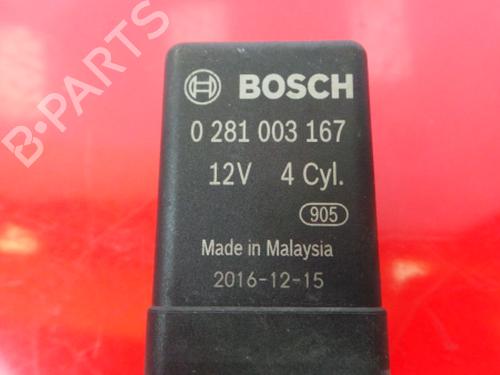 B-PARTS
BOSCH
0 281 003 167
12V 4 Cyl.
905
Made in Malaysia
2016-12-15